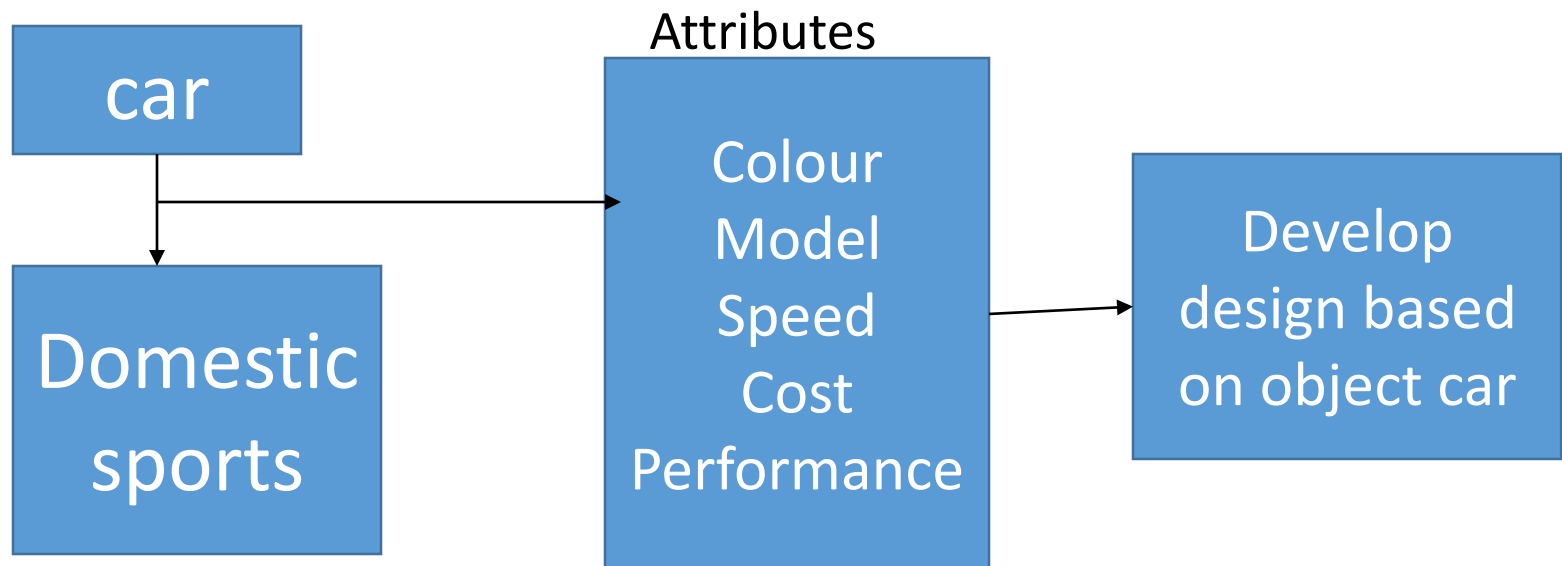 car
Domestic
sports
Attributes
Colour
Model
Speed
Cost
Performance
Develop
design based
on object car